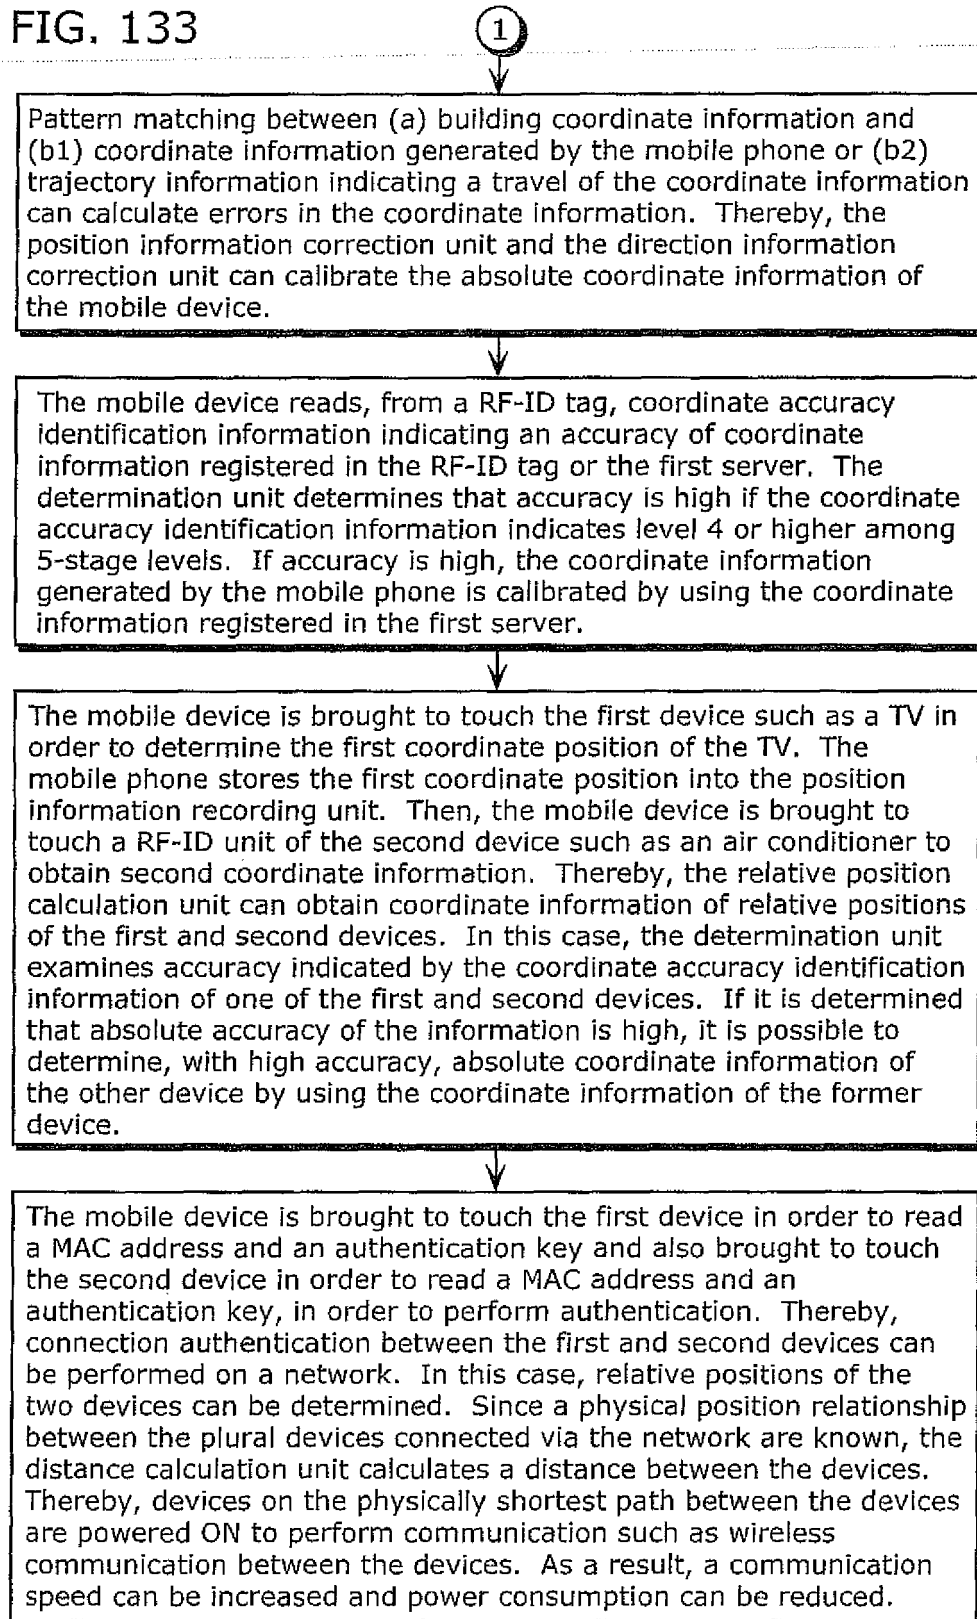 FIG. 133
1
Pattern matching between (a) building coordinate information and
(b1) coordinate information generated by the mobile phone or (b2)
trajectory information indicating a travel of the coordinate information
can calculate errors in the coordinate information. Thereby, the
position information correction unit and the direction information
correction unit can calibrate the absolute coordinate information of
the mobile device.
The mobile device reads, from a RF-ID tag, coordinate accuracy
identification information indicating an accuracy of coordinate
information registered in the RF-ID tag or the first server. The
determination unit determines that accuracy is high if the coordinate
accuracy identification information indicates level 4 or higher among
5-stage levels. If accuracy is high, the coordinate information
generated by the mobile phone is calibrated by using the coordinate
information registered in the first server.
The mobile device is brought to touch the first device such as a TV in
order to determine the first coordinate position of the TV. The
mobile phone stores the first coordinate position into the position
information recording unit. Then, the mobile device is brought to
touch a RF-ID unit of the second device such as an air conditioner to
obtain second coordinate information. Thereby, the relative position
calculation unit can obtain coordinate information of relative positions
of the first and second devices. In this case, the determination unit
examines accuracy indicated by the coordinate accuracy identification
information of one of the first and second devices. If it is determined
that absolute accuracy of the information is high, it is possible to
determine, with high accuracy, absolute coordinate information of
the other device by using the coordinate information of the former
device.
The mobile device is brought to touch the first device in order to read
a MAC address and an authentication key and also brought to touch
the second device in order to read a MAC address and an
authentication key, in order to perform authentication. Thereby,
connection authentication between the first and second devices can
be performed on a network. In this case, relative positions of the
two devices can be determined. Since a physical position relationship
between the plural devices connected via the network are known, the
distance calculation unit calculates a distance between the devices.
Thereby, devices on the physically shortest path between the devices
are powered ON to perform communication such as wireless
communication between the devices. As a result, a communication
speed can be increased and power consumption can be reduced.